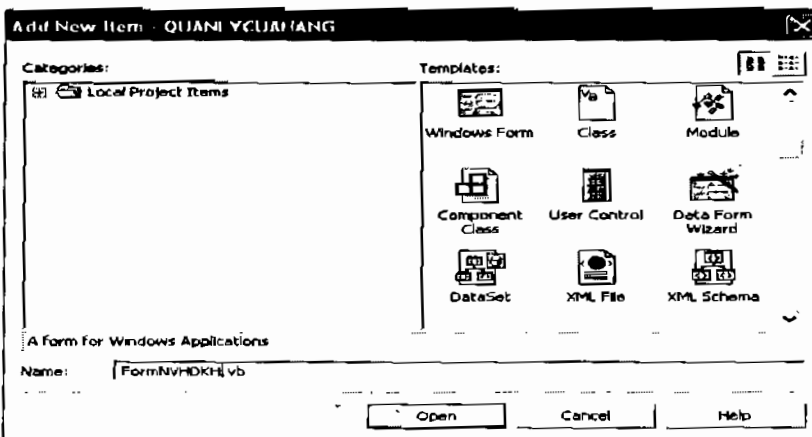 Add New Item - QUANLYCUAHANG
Categories:
Templates:
Local Project Items
Windows Form
Class
Module
Component Class
User Control
Data Form Wizard
DataSet
XML File
XML Schema
A form for Windows Applications
Name:
FormNVHDKH.vb
Open
Cancel
Help